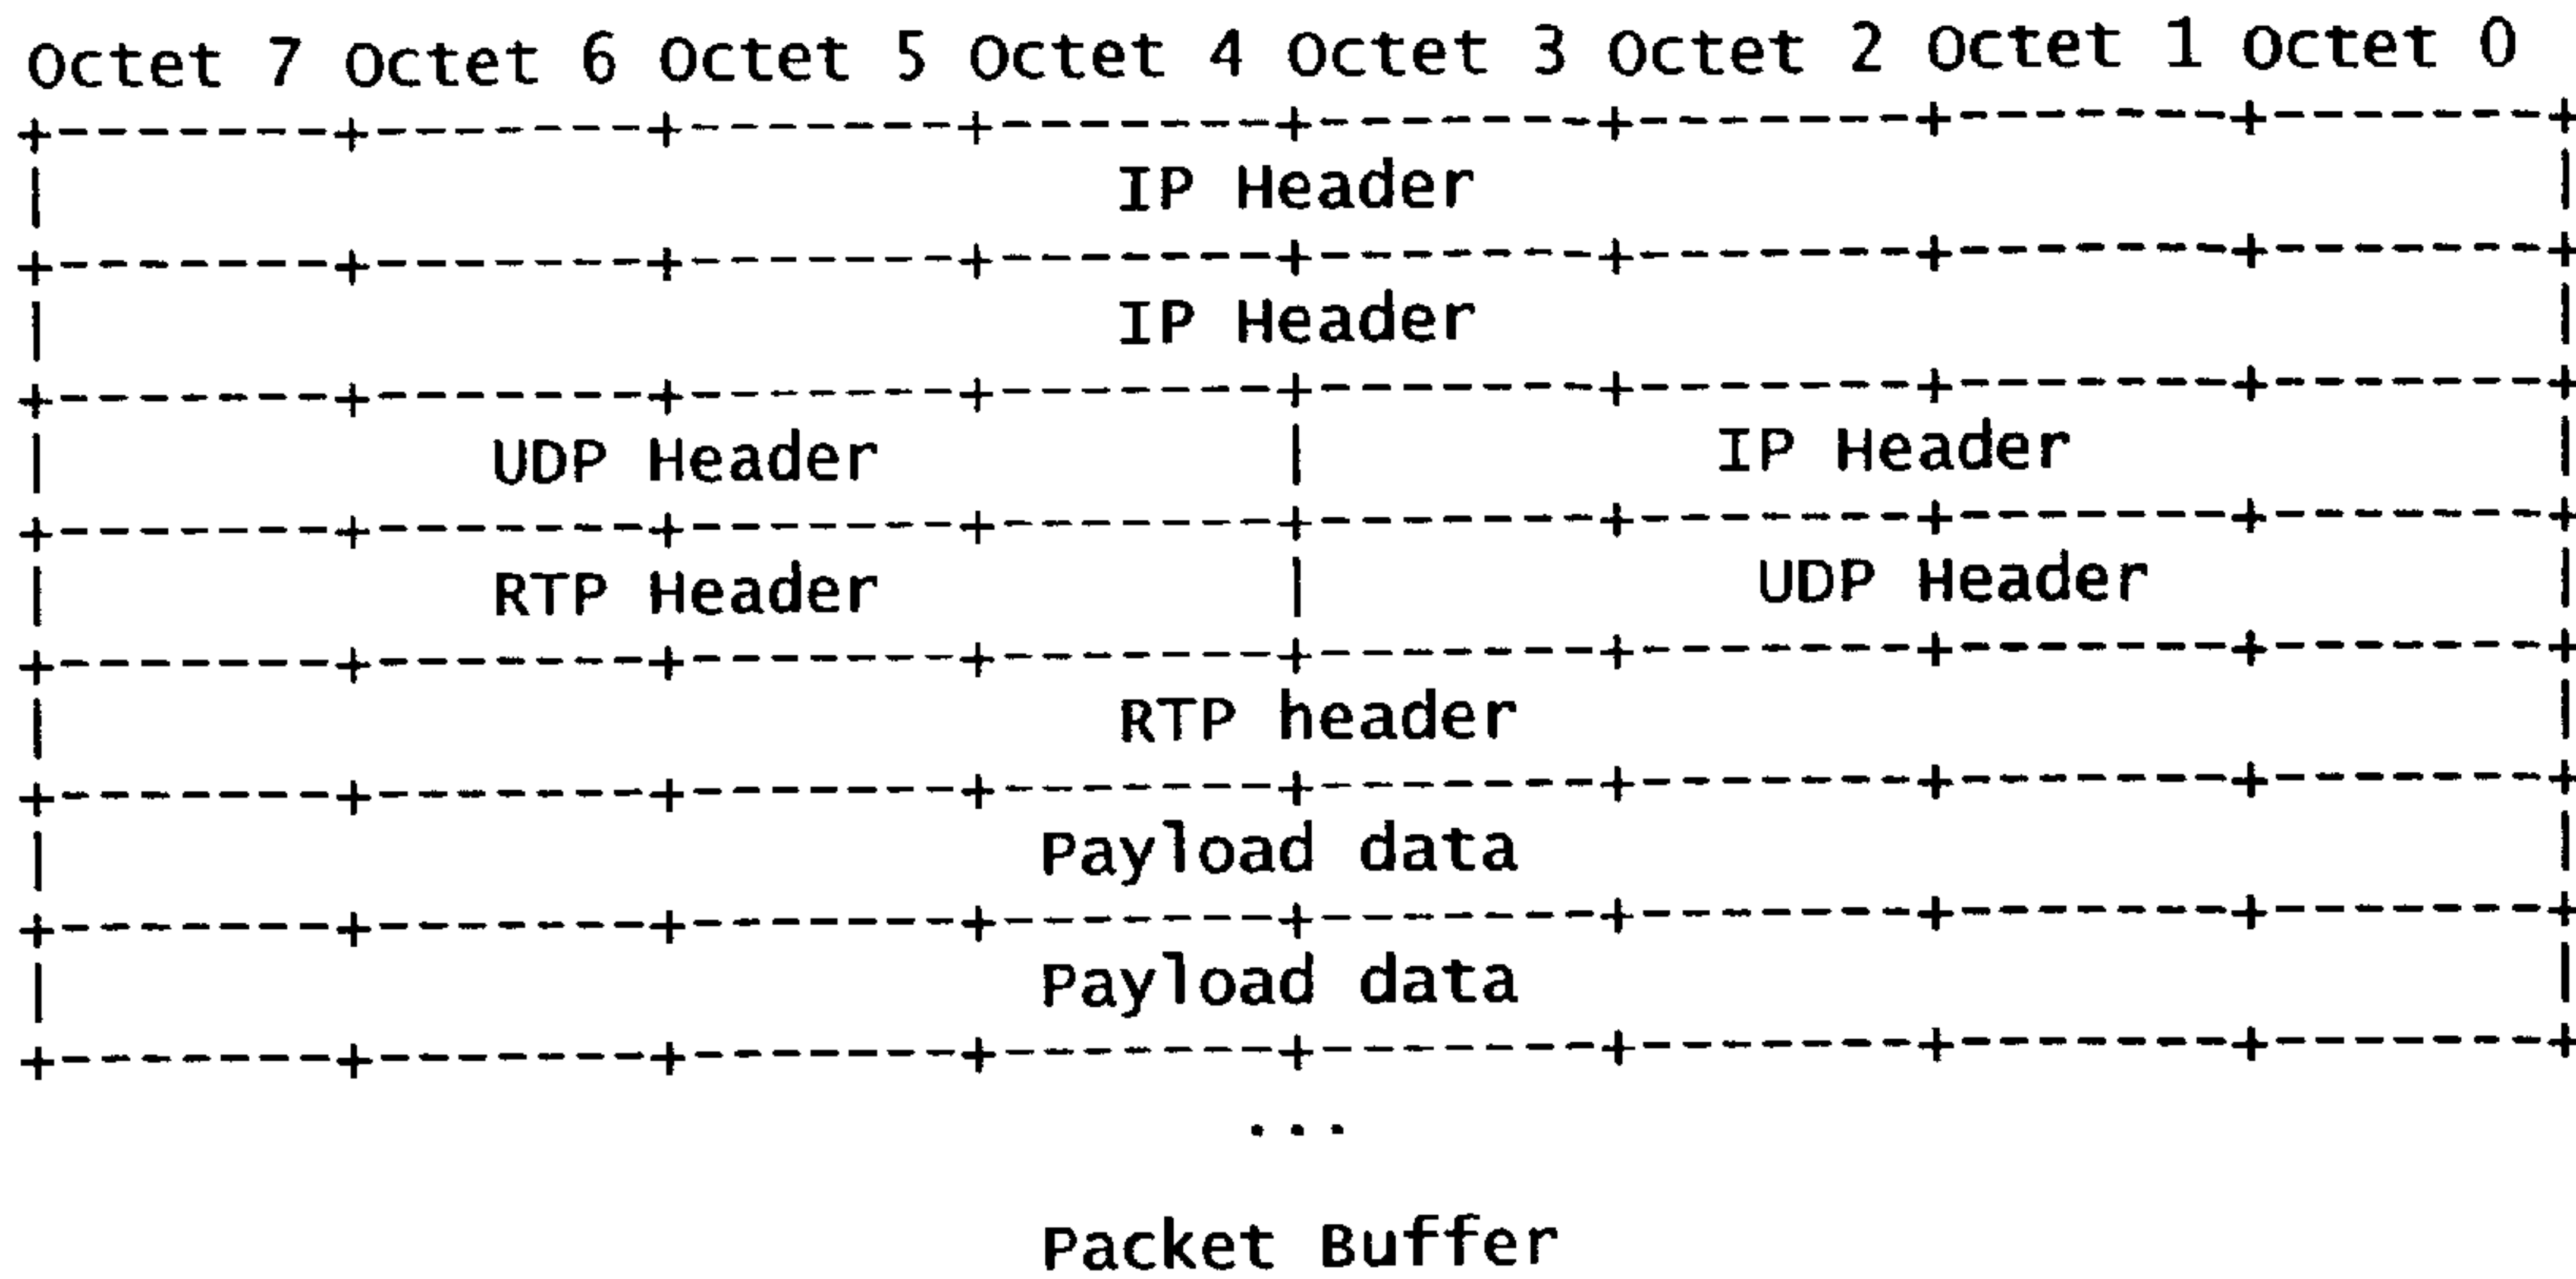 Octet 7 Octet 6 Octet 5 Octet 4 Octet 3 Octet 2 Octet 1 Octet 0
IP Header
IP Header
UDP Header IP Header
RTP Header UDP Header
RTP header
Payload data
Payload data
...
Packet Buffer